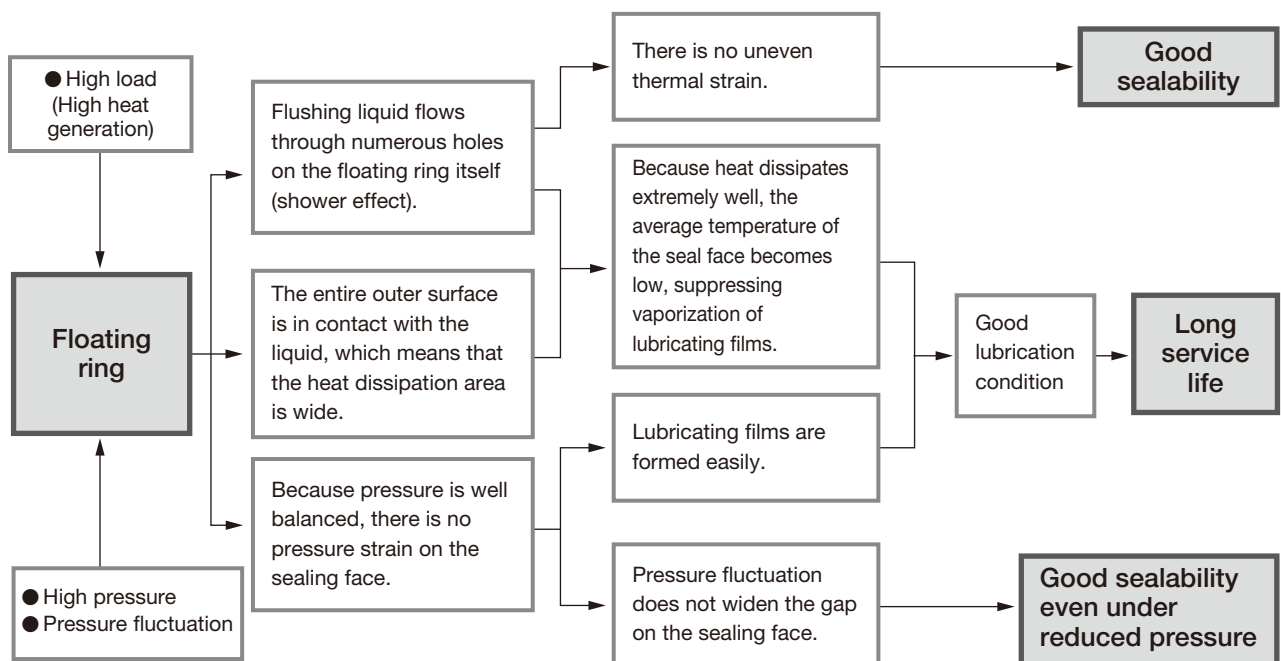 ● High load
(High heat
generation)
Floating
ring
● High pressure
● Pressure fluctuation
Flushing liquid flows
through numerous holes
on the floating ring itself
(shower effect).
The entire outer surface
is in contact with the
liquid, which means that
the heat dissipation area
is wide.
Because pressure is well
balanced, there is no
pressure strain on the
sealing face.
There is no uneven
thermal strain.
Because heat dissipates
extremely well, the
average temperature of
the seal face becomes
low, suppressing
vaporization of
lubricating films.
Lubricating films are
formed easily.
Pressure fluctuation
does not widen the gap
on the sealing face.
Good
lubrication
condition
Good
sealability
Long
service
life
Good sealability
even under
reduced pressure